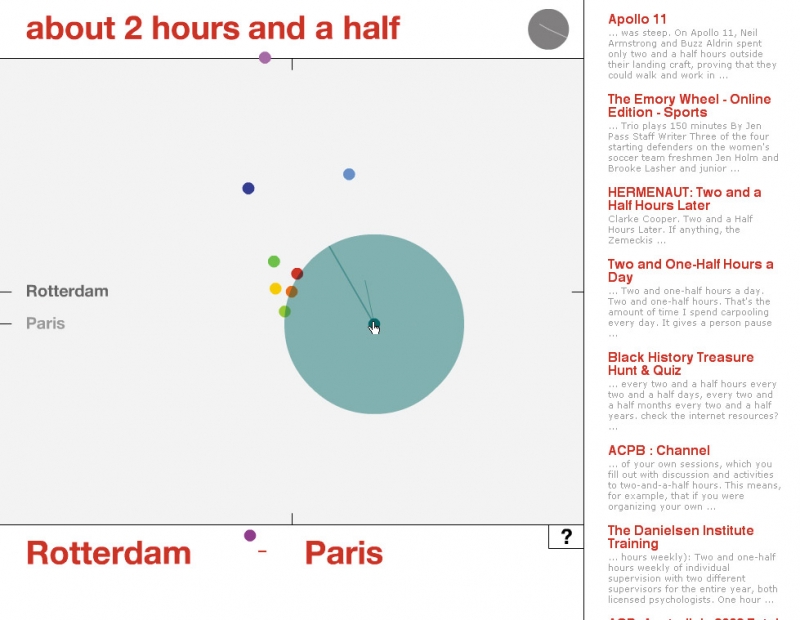 about 2 hours and a half
Rotterdam
Paris
Rotterdam - Paris
?
Apollo 11
... was steep. On Apollo 11, Neil
Armstrong and Buzz Aldrin spent
only two and a half hours outside
their landing craft, proving that they
could walk and work in ...
The Emory Wheel - Online
Edition - Sports
... Trio plays 150 minutes By Jen
Pass Staff Writer Three of the four
starting defenders on the women's
soccer team freshmen Jen Holm and
Brooke Lasher and junior ...
HERMENAUT: Two and a
Half Hours Later
Clarke Cooper. Two and a Half
Hours Later. If anything, the
Zemeckis ...
Two and One-Half Hours a
Day
... Two and one-half hours a day.
Two and one-half hours. That's the
amount of time I spend carpooling
every day. It gives a person pause
...
Black History Treasure
Hunt & Quiz
... every two and a half hours every
two and a half days, every two and
a half months every two and a half
years. check the internet resources?
...
ACPB : Channel
... of your own sessions, which you
fill out with discussion and activities
to two-and-a-half hours. This means,
for example, that if you were
organizing your own ...
The Danielsen Institute
Training
... hours weekly): Two and one-half
hours weekly of individual
supervision with two different
supervisors for the entire year, both
licensed psychologists. One hour ...